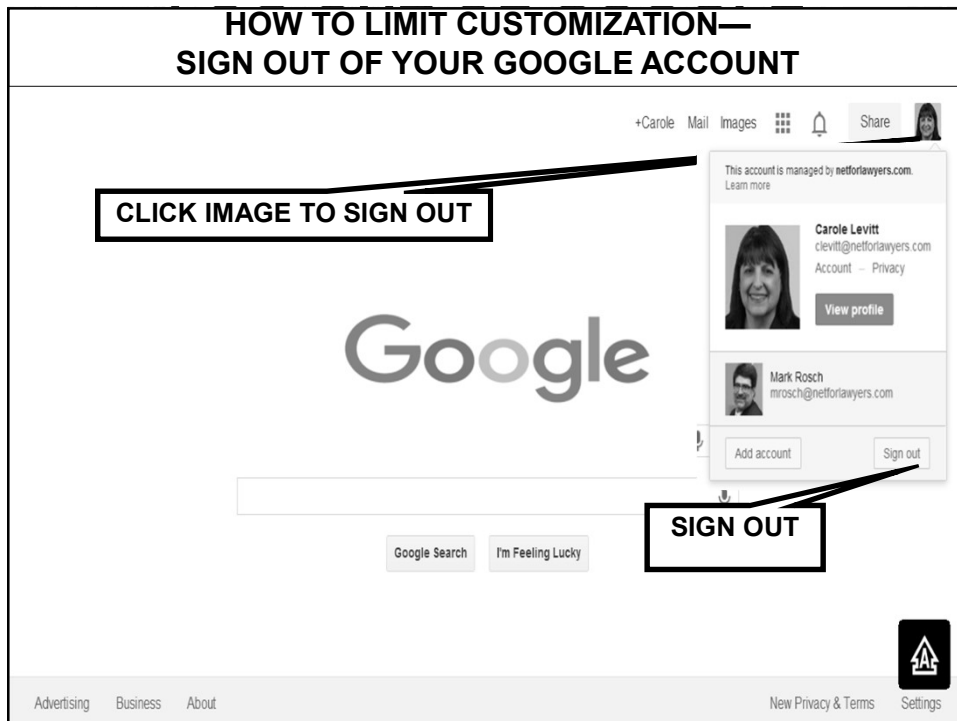 HOW TO LIMIT CUSTOMIZATION—
SIGN OUT OF YOUR GOOGLE ACCOUNT
+Carole Mail Images Share
This account is managed by netforlawyers.com.
Learn more
CLICK IMAGE TO SIGN OUT
Carole Levitt
clevitt@netforlawyers.com
Account – Privacy
View profile
Google
Mark Rosch
mrosch@netforlawyers.com
Add account Sign out
SIGN OUT
Google Search I'm Feeling Lucky
A
Advertising Business About New Privacy & Terms Settings